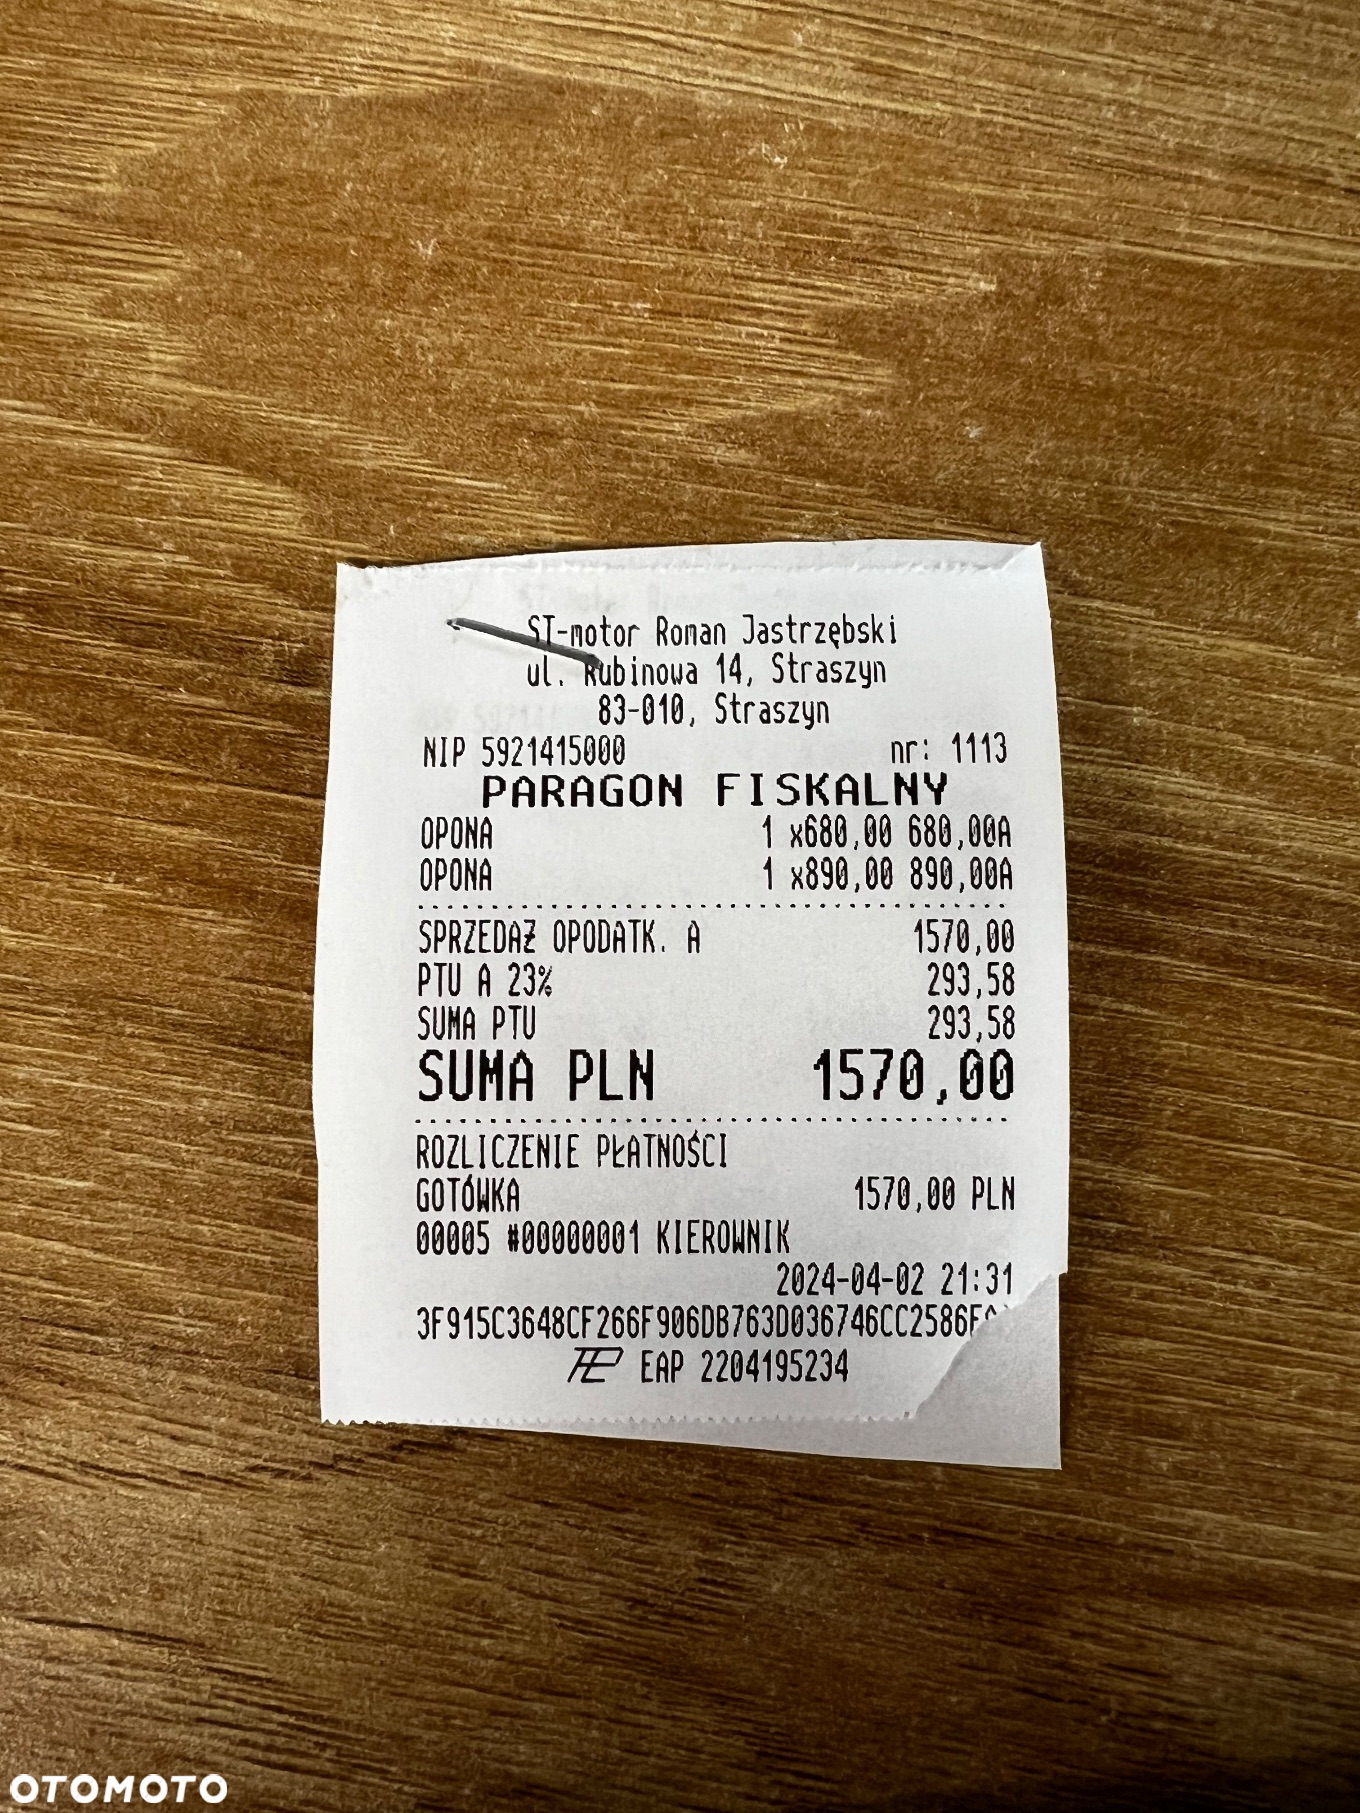 ST-motor Roman Jastrzębski
ul. Rubinowa 14, Straszyn
83-010, Straszyn
NIP 5921415000 nr: 1113
PARAGON FISKALNY
OPONA 1 x680,00 680,00A
OPONA 1 x890,00 890,00A
SPRZEDAŻ OPODATK. A 1570,00
PTU A 23% 293,58
SUMA PTU 293,58
SUMA PLN 1570,00
ROZLICZENIE PŁATNOŚCI
GOTÓWKA 1570,00 PLN
00005 #00000001 KIEROWNIK
2024-04-02 21:31
EAP 2204195234
OTOMOTO